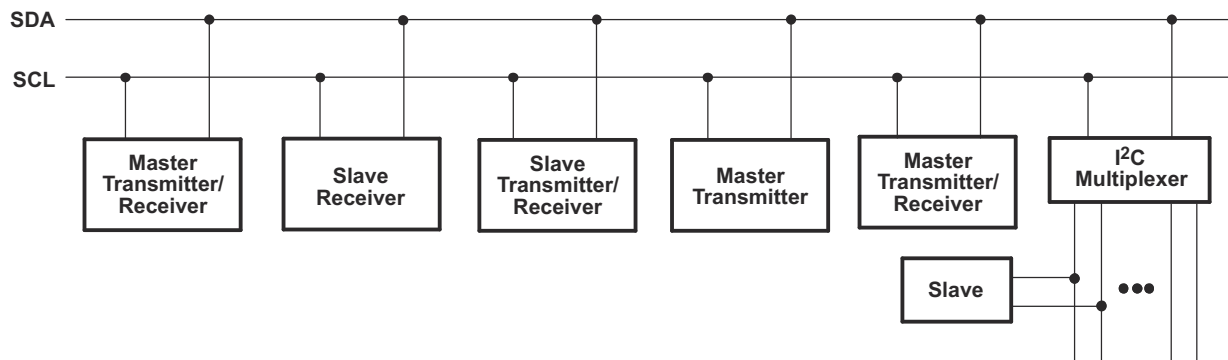 SDA
SCL
Master
Transmitter/
Receiver
Slave
Receiver
Slave
Transmitter/
Receiver
Master
Transmitter
Master
Transmitter/
Receiver
I²C
Multiplexer
Slave